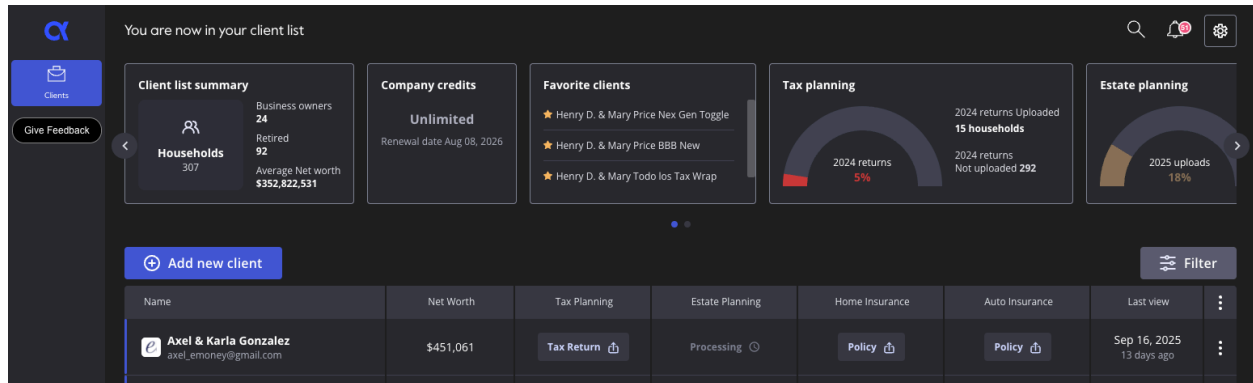 You are now in your client list
51
Clients
Give Feedback
Client list summary
Households
307
Business owners
24
Retired
92
Average Net worth
$352,822,531
Company credits
Unlimited
Renewal date Aug 08, 2026
Favorite clients
Henry D. & Mary Price Nex Gen Toggle
Henry D. & Mary Price BBB New
Henry D. & Mary Todo Ios Tax Wrap
Tax planning
2024 returns
5%
2024 returns Uploaded
15 households
2024 returns
Not uploaded 292
Estate planning
2025 uploads
18%
Add new client
Filter
Name Net Worth Tax Planning Estate Planning Home Insurance Auto Insurance Last view
Axel & Karla Gonzalez
axel_emoney@gmail.com
$451,061
Tax Return
Processing
Policy
Policy
Sep 16, 2025
13 days ago